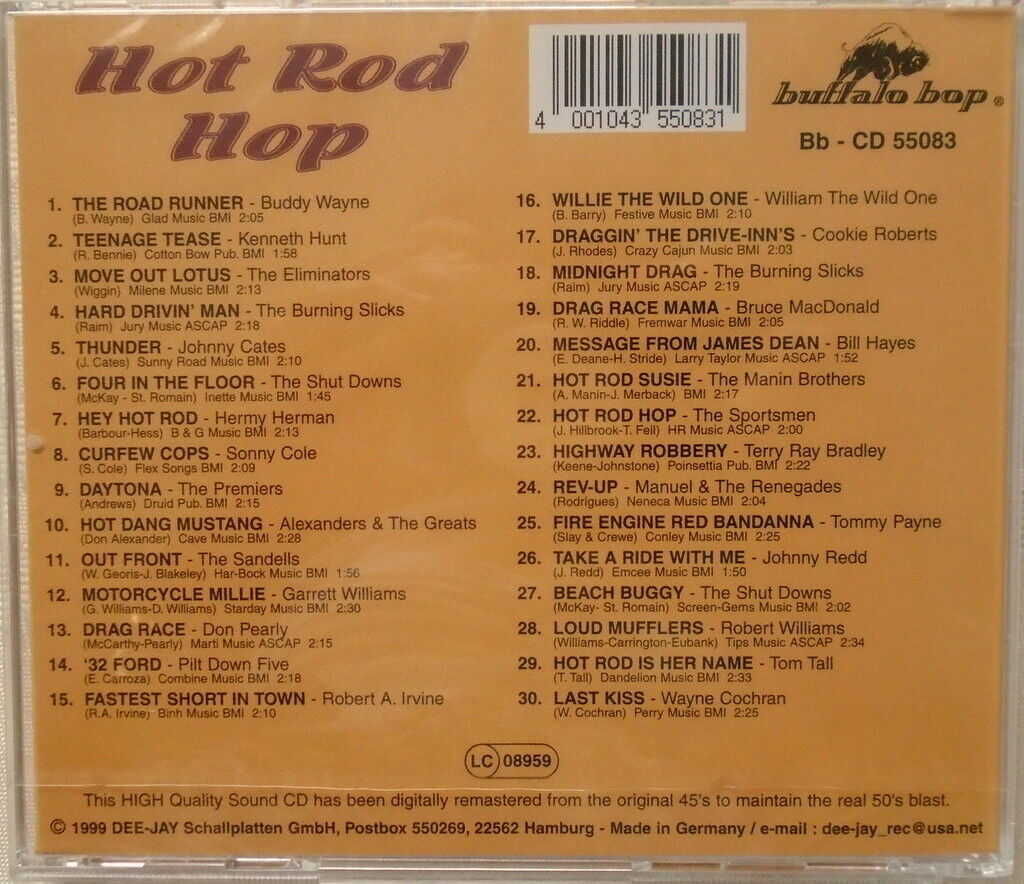 Hot Rod
Hop
4 001043 550831
buffalo bop ®
Bb - CD 55083
1. THE ROAD RUNNER - Buddy Wayne
(B. Wayne) Glad Music BMI 2:05
2. TEENAGE TEASE - Kenneth Hunt
(R. Bennie) Cotton Bow Pub. BMI 1:58
3. MOVE OUT LOTUS - The Eliminators
(Wiggin) Milene Music BMI 2:13
4. HARD DRIVIN' MAN - The Burning Slicks
(Raim) Jury Music ASCAP 2:18
5. THUNDER - Johnny Cates
(J. Cates) Sunny Road Music BMI 2:10
6. FOUR IN THE FLOOR - The Shut Downs
(McKay - St. Romain) Inette Music BMI 1:45
7. HEY HOT ROD - Hermy Herman
(Barbour-Hess) B & G Music BMI 2:13
8. CURFEW COPS - Sonny Cole
(S. Cole) Flex Songs BMI 2:09
9. DAYTONA - The Premiers
(Andrews) Druid Pub. BMI 2:15
10. HOT DANG MUSTANG - Alexanders & The Greats
(Don Alexander) Cave Music BMI 2:28
11. OUT FRONT - The Sandells
(W. Georis-J. Blakeley) Har-Bock Music BMI 1:56
12. MOTORCYCLE MILLIE - Garrett Williams
(G. Williams-D. Williams) Starday Music BMI 2:30
13. DRAG RACE - Don Pearly
(McCarthy-Pearly) Marti Music ASCAP 2:15
14. '32 FORD - Pilt Down Five
(E. Carroza) Combine Music BMI 2:18
15. FASTEST SHORT IN TOWN - Robert A. Irvine
(R.A. Irvine) Binh Music BMI 2:10
16. WILLIE THE WILD ONE - William The Wild One
(B. Barry) Festive Music BMI 2:10
17. DRAGGIN' THE DRIVE-INN'S - Cookie Roberts
(J. Rhodes) Crazy Cajun Music BMI 2:03
18. MIDNIGHT DRAG - The Burning Slicks
(Raim) Jury Music ASCAP 2:19
19. DRAG RACE MAMA - Bruce MacDonald
(R. W. Riddle) Fremwar Music BMI 2:05
20. MESSAGE FROM JAMES DEAN - Bill Hayes
(E. Deane-H. Stride) Larry Taylor Music ASCAP 1:52
21. HOT ROD SUSIE - The Manin Brothers
(A. Manin-J. Merback) BMI 2:17
22. HOT ROD HOP - The Sportsmen
(J. Hillbrook-T. Fell) HR Music ASCAP 2:00
23. HIGHWAY ROBBERY - Terry Ray Bradley
(Keene-Johnstone) Poinsettia Pub. BMI 2:22
24. REV-UP - Manuel & The Renegades
(Rodrigues) Neneca Music BMI 2:04
25. FIRE ENGINE RED BANDANNA - Tommy Payne
(Slay & Crewe) Conley Music BMI 2:25
26. TAKE A RIDE WITH ME - Johnny Redd
(J. Redd) Emcee Music BMI 1:50
27. BEACH BUGGY - The Shut Downs
(McKay- St. Romain) Screen-Gems Music BMI 2:02
28. LOUD MUFFLERS - Robert Williams
(Williams-Carrington-Eubank) Tips Music ASCAP 2:34
29. HOT ROD IS HER NAME - Tom Tall
(T. Tall) Dandelion Music BMI 2:33
30. LAST KISS - Wayne Cochran
(W. Cochran) Perry Music BMI 2:25
LC 08959
This HIGH Quality Sound CD has been digitally remastered from the original 45's to maintain the real 50's blast.
© 1999 DEE-JAY Schallplatten GmbH, Postbox 550269, 22562 Hamburg - Made in Germany / e-mail : dee-jay_rec@usa.net